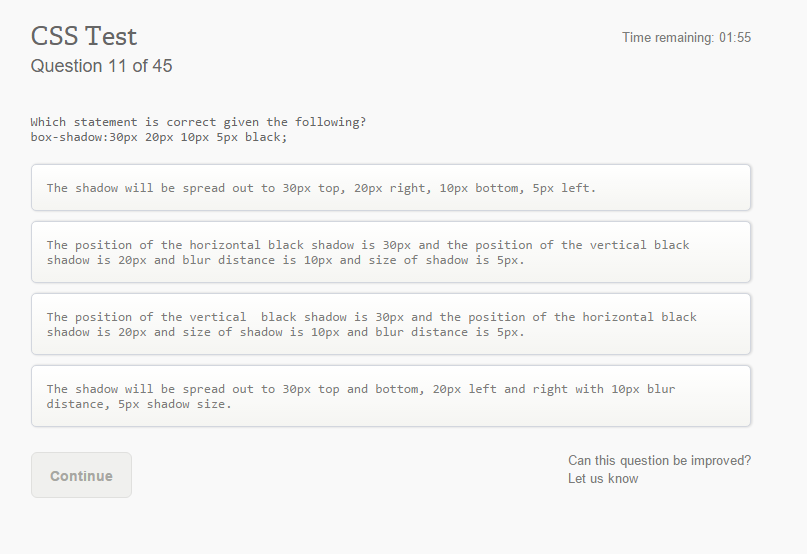 CSS Test
Time remaining: 01:55
Question 11 of 45
Which statement is correct given the following?
box-shadow:30px 20px 10px 5px black;
The shadow will be spread out to 30px top, 20px right, 10px bottom, 5px left.
The position of the horizontal black shadow is 30px and the position of the vertical black
shadow is 20px and blur distance is 10px and size of shadow is 5px.
The position of the vertical  black shadow is 30px and the position of the horizontal black
shadow is 20px and size of shadow is 10px and blur distance is 5px.
The shadow will be spread out to 30px top and bottom, 20px left and right with 10px blur
distance, 5px shadow size.
Continue
Can this question be improved?
Let us know